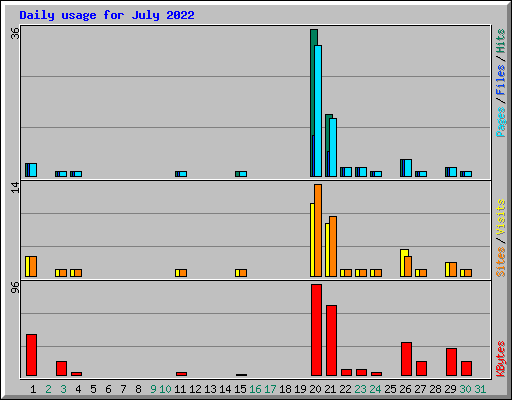 Daily usage for July 2022
36
Pages / Files / Hits
14
Sites / Visits
96
KBytes
1 2 3 4 5 6 7 8 9 10 11 12 13 14 15 16 17 18 19 20 21 22 23 24 25 26 27 28 29 30 31